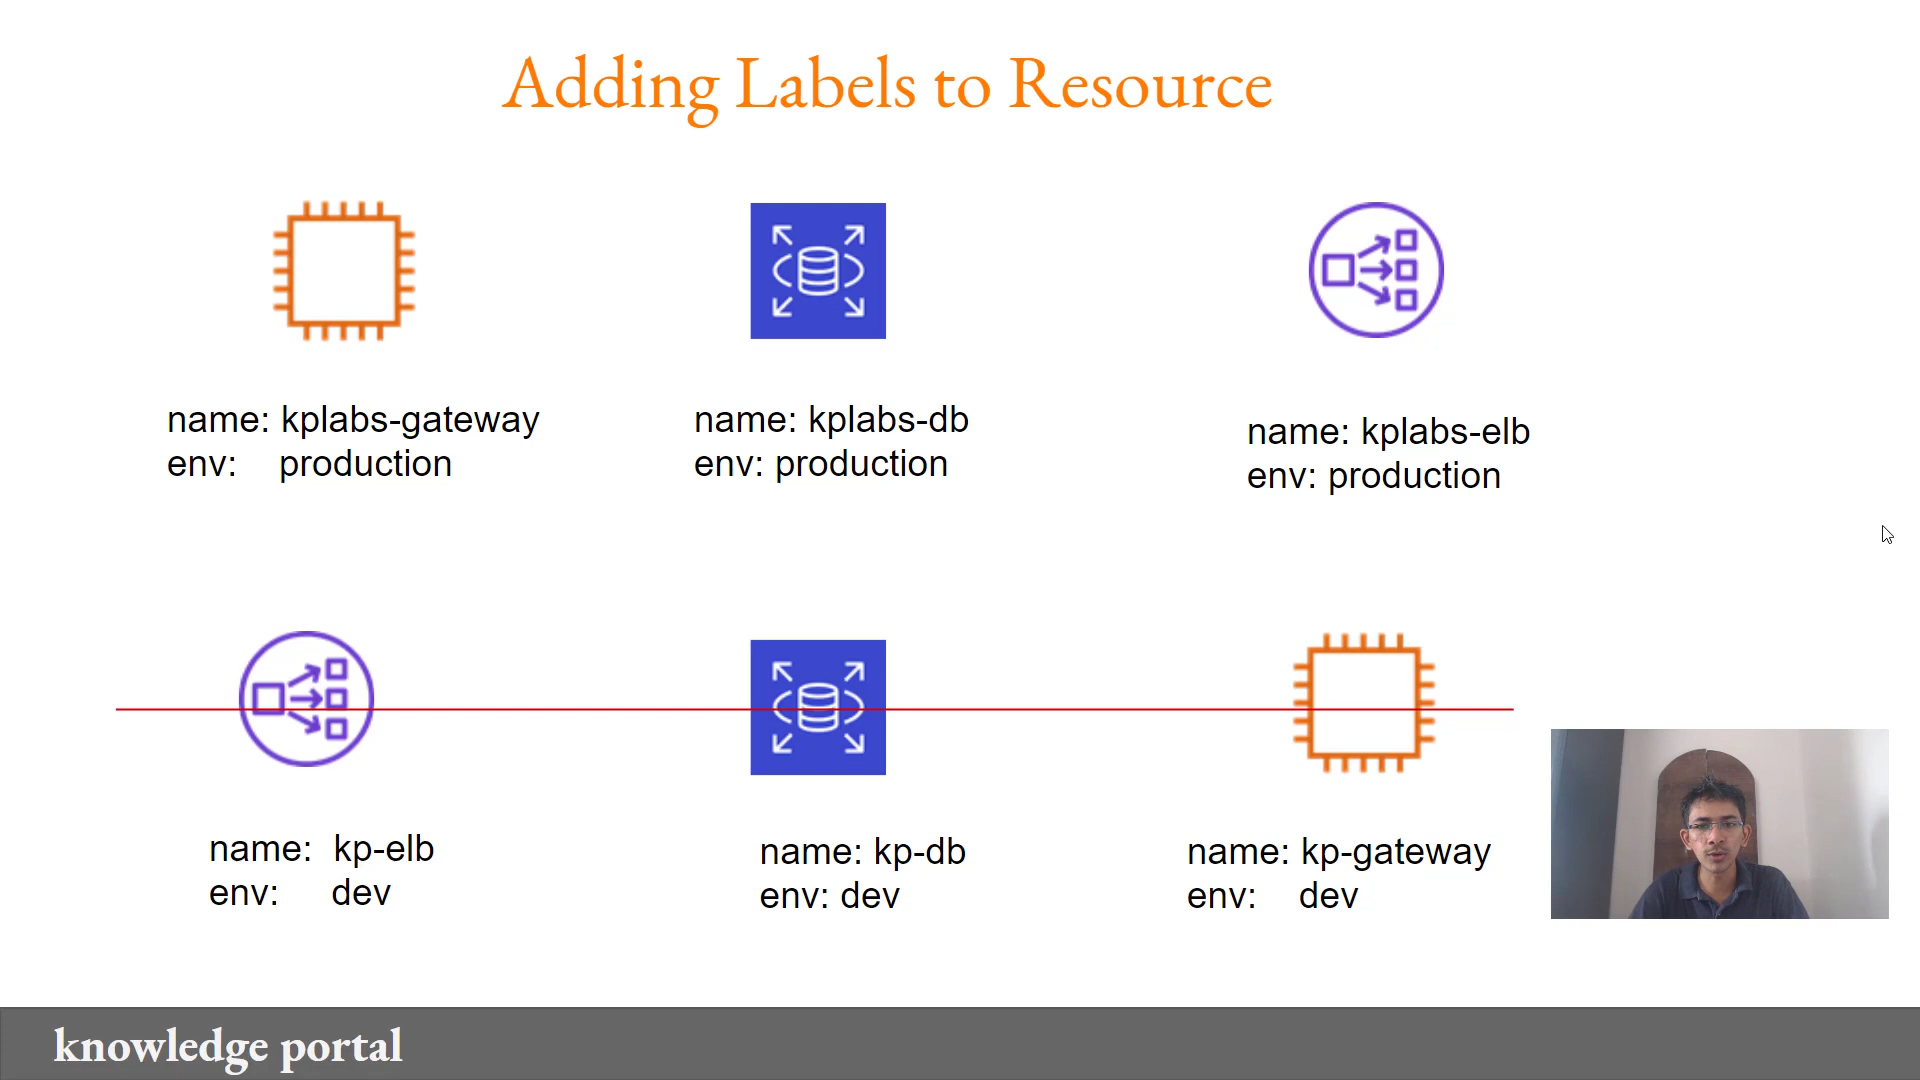 Adding Labels to Resource
name: kplabs-gateway
env: production
name: kplabs-db
env: production
name: kplabs-elb
env: production
name: kp-elb
env: dev
name: kp-db
env: dev
name: kp-gateway
env: dev
knowledge portal